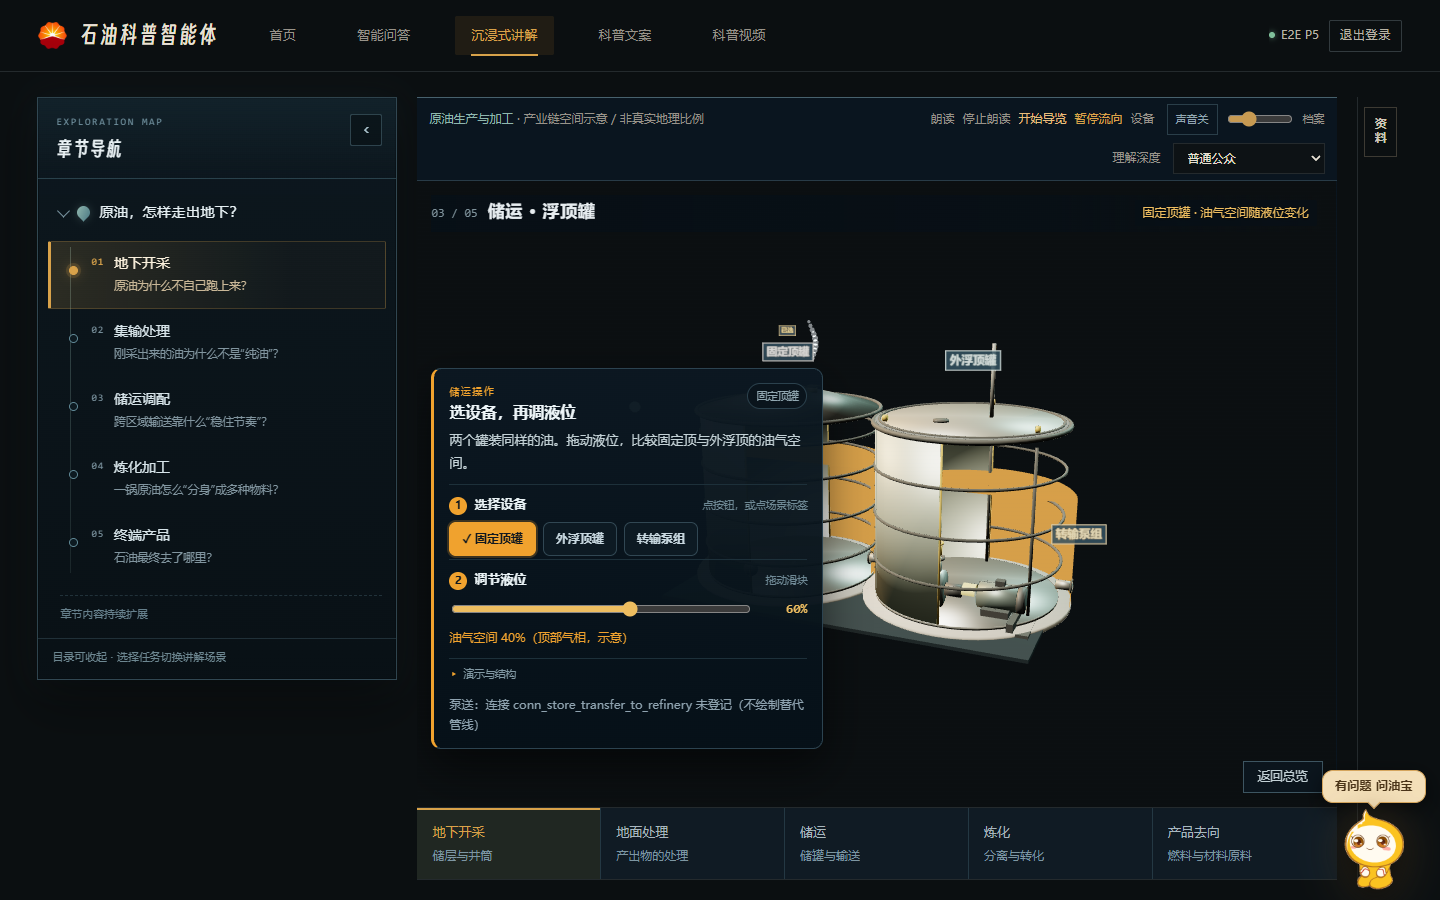 石油科普智能体
首页
智能问答
沉浸式讲解
科普文案
科普视频
E2E P5
退出登录
EXPLORATION MAP
章节导航
‹
原油，怎样走出地下？
01 地下开采
原油为什么不自己跑上来？
02 集输处理
刚采出来的油为什么不是“纯油”？
03 储运调配
跨区域输送靠什么“稳住节奏”？
04 炼化加工
一锅原油怎么“分身”成多种物料？
05 终端产品
石油最终去了哪里？
章节内容持续扩展
目录可收起 · 选择任务切换讲解场景
原油生产与加工 · 产业链空间示意 / 非真实地理比例
朗读 停止朗读 开始导览 暂停流向 设备 声音关 档案
理解深度 普通公众
03 / 05 储运 • 浮顶罐
固定顶罐 · 油气空间随液位变化
固定顶罐
外浮顶罐
转输泵组
储运操作
固定顶罐
选设备，再调液位
两个罐装同样的油。拖动液位，比较固定顶与外浮顶的油气空
间。
1 选择设备
点按钮，或点场景标签
✓ 固定顶罐
外浮顶罐
转输泵组
2 调节液位
拖动滑块
60%
油气空间 40%（顶部气相，示意）
演示与结构
泵送：连接 conn_store_transfer_to_refinery 未登记（不绘制替代
管线）
返回总览
地下开采
储层与井筒
地面处理
产出物的处理
储运
储罐与输送
炼化
分离与转化
产品去向
燃料与材料原料
资
料
有问题 问油宝